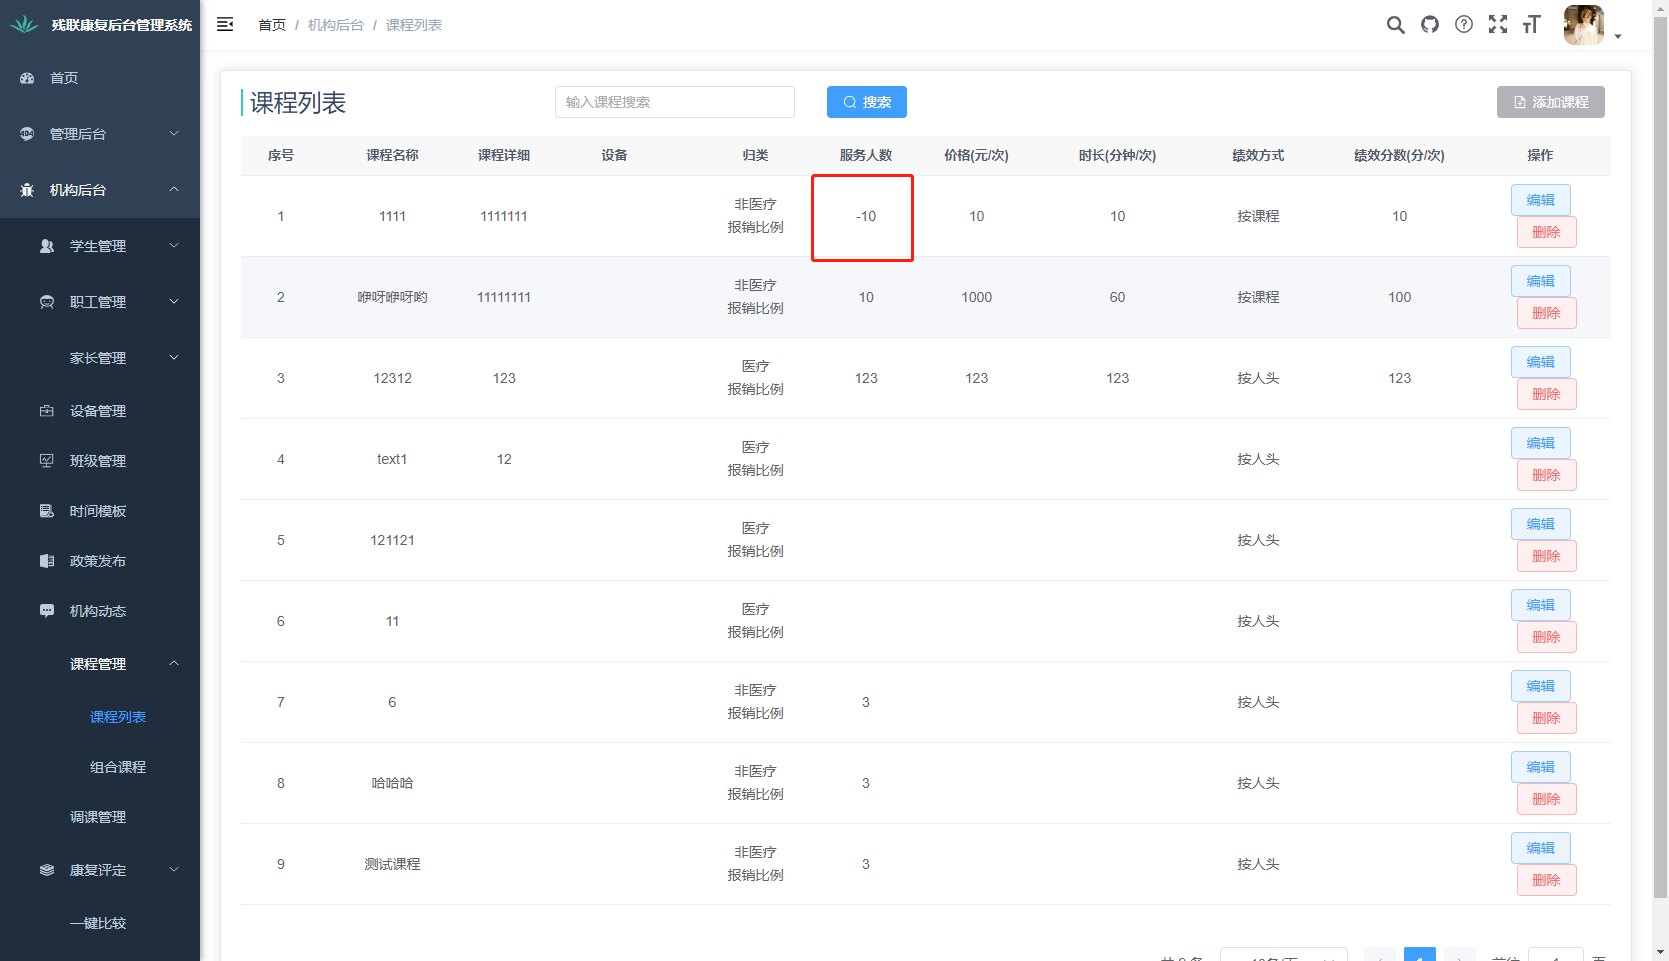 残联康复后台管理系统
首页 / 机构后台 / 课程列表
首页
管理后台
机构后台
学生管理
职工管理
家长管理
设备管理
班级管理
时间模板
政策发布
机构动态
课程管理
课程列表
组合课程
调课管理
康复评定
一键比较
课程列表
输入课程搜索
搜索
添加课程
序号 课程名称 课程详细 设备 归类 服务人数 价格(元/次) 时长(分钟/次) 绩效方式 绩效分数(分/次) 操作
1 1111 1111111 非医疗 -10 10 10 按课程 10 编辑
报销比例 删除
2 咿呀咿呀哟 11111111 非医疗 10 1000 60 按课程 100 编辑
报销比例 删除
3 12312 123 医疗 123 123 123 按人头 123 编辑
报销比例 删除
4 text1 12 医疗 按人头 编辑
报销比例 删除
5 121121 医疗 按人头 编辑
报销比例 删除
6 11 医疗 按人头 编辑
报销比例 删除
7 6 非医疗 3 按人头 编辑
报销比例 删除
8 哈哈哈 非医疗 3 按人头 编辑
报销比例 删除
9 测试课程 非医疗 3 按人头 编辑
报销比例 删除